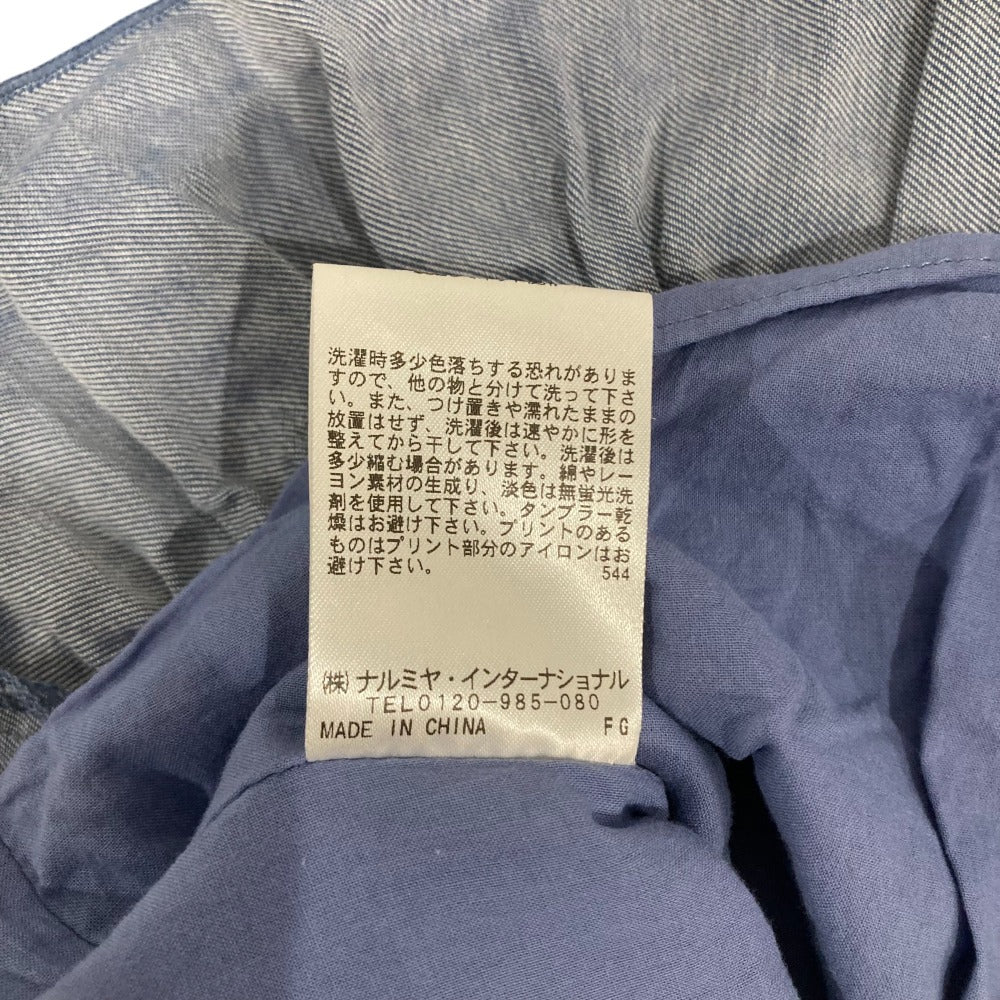 洗濯時多少色落ちする恐れがありま
すので、他の物と分けて洗って下さ
い。また、つけ置きや濡れたままの
放置はせず、洗濯後は速やかに形を
整えてから干して下さい。洗濯後は
多少縮む場合があります。綿やレー
ヨン素材の生成り、淡色は無蛍光洗
剤を使用して下さい。タンブラー乾
燥はお避け下さい。プリントのある
ものはプリント部分のアイロンはお
避け下さい。 544
㈱ナルミヤ・インターナショナル
TEL0120-985-080
MADE IN CHINA FG